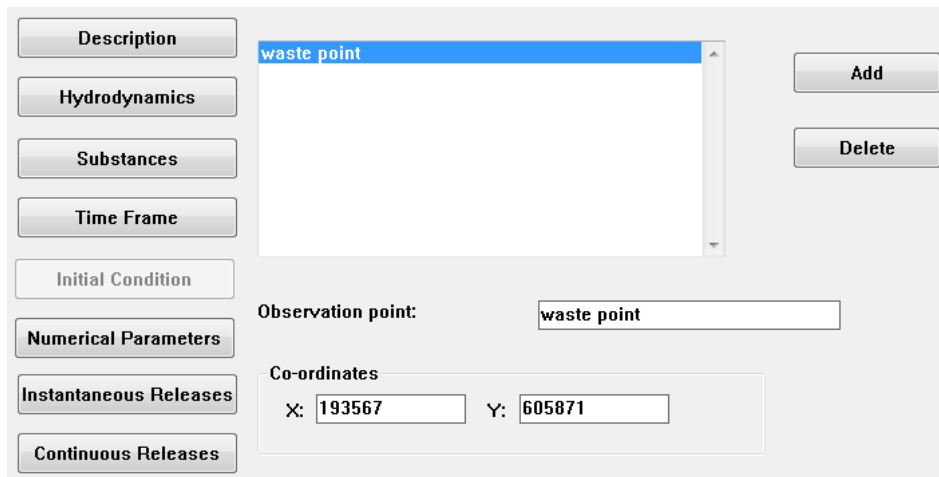 Description
Hydrodynamics
Substances
Time Frame
Initial Condition
Numerical Parameters
Instantaneous Releases
Continuous Releases
waste point
Add
Delete
Observation point: waste point
Co-ordinates
X: 193567 Y: 605871